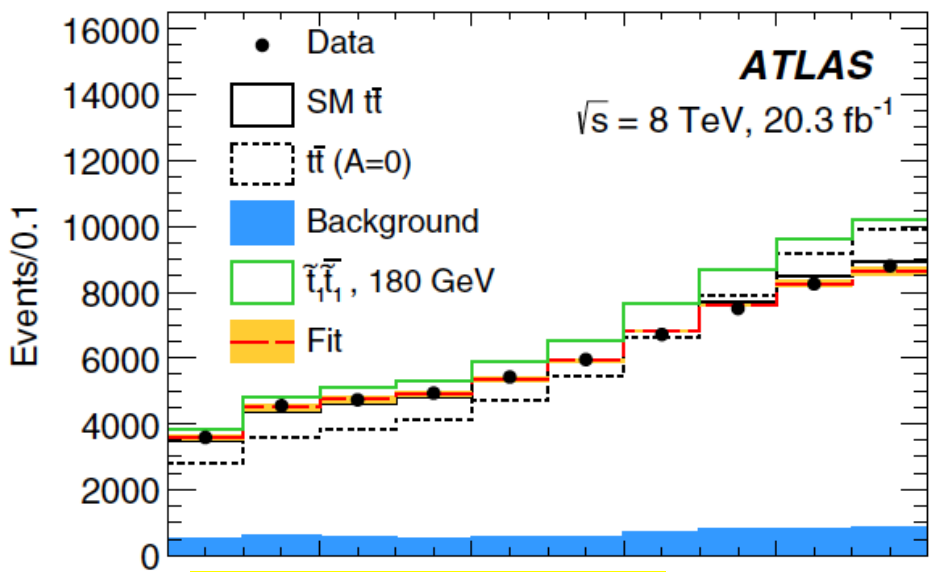 16000
14000
12000
10000
8000
6000
4000
2000
0
Events/0.1
Data
SM tt̄
tt̄ (A=0)
Background
t̃₁t̃̄₁ , 180 GeV
Fit
ATLAS
√s = 8 TeV, 20.3 fb⁻¹